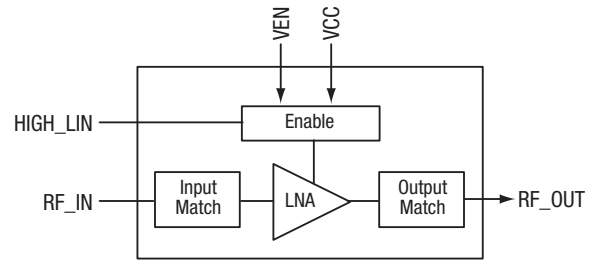 VEN
VCC
HIGH_LIN
Enable
RF_IN
Input
Match
LNA
Output
Match
RF_OUT